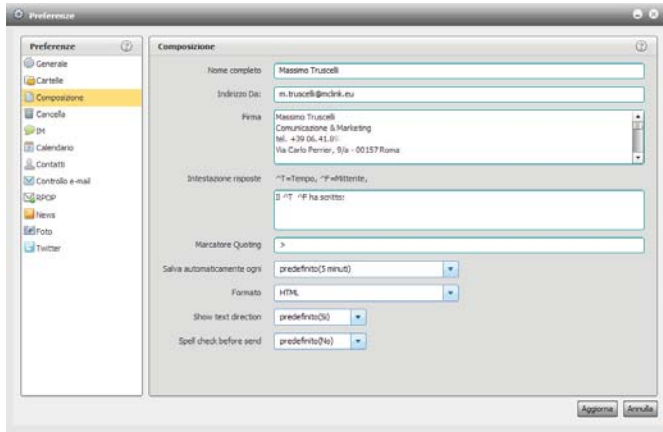 Preferenze
Preferenze
Generale
Cartelle
Composizione
Cancella
IM
Calendario
Contatti
Controllo e-mail
RPOP
News
Foto
Twitter
Composizione
Nome completo Massimo Truscelli
Indirizzo Da: m.truscelli@mclink.eu
Firma Massimo Truscelli
Comunicazione & Marketing
tel. +39 06.41.
Via Carlo Perrier, 9/a - 00157 Roma
Intestazione risposte ^T=Tempo, ^F=Mittente,
Il ^T ^F ha scritto:
Marcatore Quoting >
Salva automaticamente ogni predefinito(5 minuti)
Formato HTML
Show text direction predefinito(Sì)
Spell check before send predefinito(No)
Aggiorna Annulla